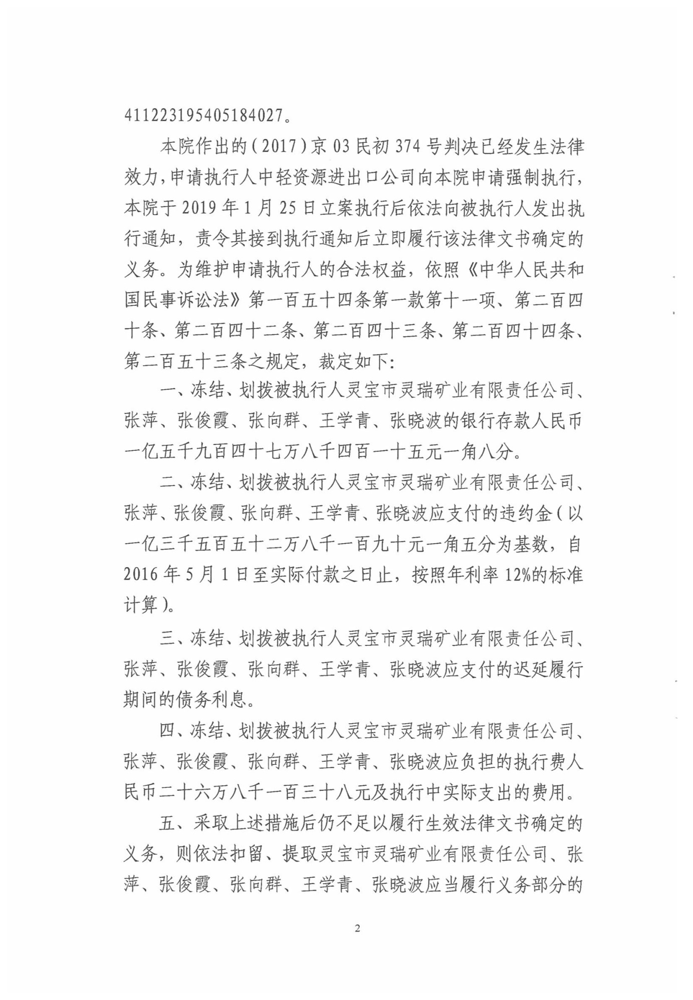 411223195405184027。
本院作出的(2017)京 03 民初 374 号判决已经发生法律
效力,申请执行人中轻资源进出口公司向本院申请强制执行,
本院于 2019 年 1 月 25 日立案执行后依法向被执行人发出执
行通知，责令其接到执行通知后立即履行该法律文书确定的
义务。为维护申请执行人的合法权益，依照《中华人民共和
国民事诉讼法》第一百五十四条第一款第十一项、第二百四
十条、第二百四十二条、第二百四十三条、第二百四十四条、
第二百五十三条之规定，裁定如下：
一、冻结、划拨被执行人灵宝市灵瑞矿业有限责任公司、
张萍、张俊霞、张向群、王学青、张晓波的银行存款人民币
一亿五千九百四十七万八千四百一十五元一角八分。
二、冻结、划拨被执行人灵宝市灵瑞矿业有限责任公司、
张萍、张俊霞、张向群、王学青、张晓波应支付的违约金(以
一亿三千五百五十二万八千一百九十元一角五分为基数，自
2016 年 5 月 1 日至实际付款之日止，按照年利率 12%的标准
计算)。
三、冻结、划拨被执行人灵宝市灵瑞矿业有限责任公司、
张萍、张俊霞、张向群、王学青、张晓波应支付的迟延履行
期间的债务利息。
四、冻结、划拨被执行人灵宝市灵瑞矿业有限责任公司、
张萍、张俊霞、张向群、王学青、张晓波应负担的执行费人
民币二十六万八千一百三十八元及执行中实际支出的费用。
五、采取上述措施后仍不足以履行生效法律文书确定的
义务，则依法扣留、提取灵宝市灵瑞矿业有限责任公司、张
萍、张俊霞、张向群、王学青、张晓波应当履行义务部分的
2